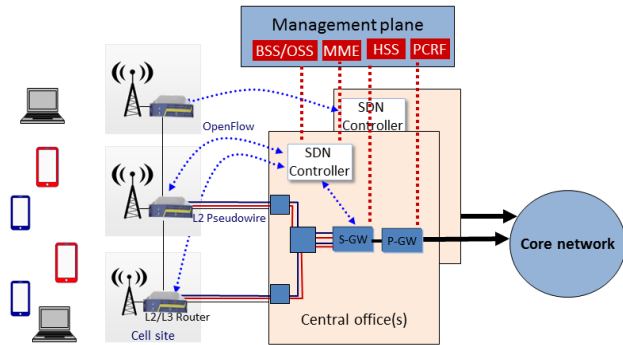 Management plane
BSS/OSS MME HSS PCRF
SDN
Controller
OpenFlow
SDN
Controller
L2 Pseudowire
S-GW P-GW
Core network
L2/L3 Router
Central office(s)
Cell site